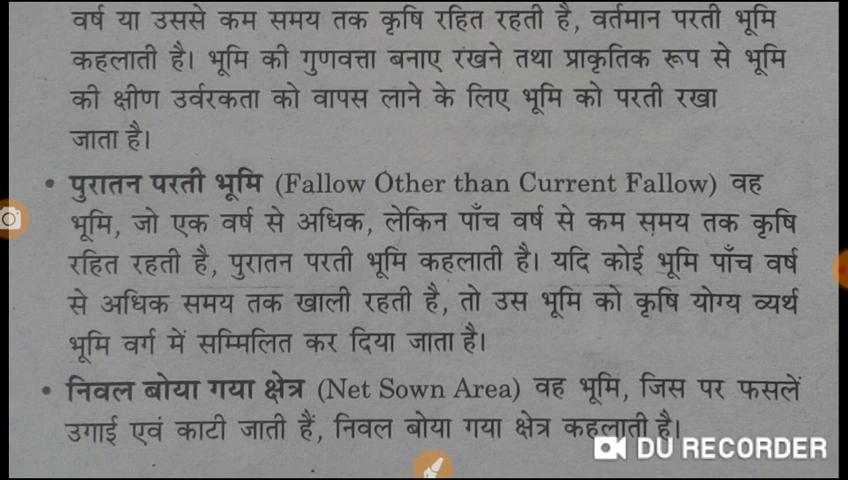 वर्ष या उससे कम समय तक कृषि रहित रहती है, वर्तमान परती भूमि
कहलाती है। भूमि की गुणवत्ता बनाए रखने तथा प्राकृतिक रूप से भूमि
की क्षीण उर्वरकता को वापस लाने के लिए भूमि को परती रखा
जाता है।
• पुरातन परती भूमि (Fallow Other than Current Fallow) वह
भूमि, जो एक वर्ष से अधिक, लेकिन पाँच वर्ष से कम समय तक कृषि
रहित रहती है, पुरातन परती भूमि कहलाती है। यदि कोई भूमि पाँच वर्ष
से अधिक समय तक खाली रहती है, तो उस भूमि को कृषि योग्य व्यर्थ
भूमि वर्ग में सम्मिलित कर दिया जाता है।
• निवल बोया गया क्षेत्र (Net Sown Area) वह भूमि, जिस पर फसलें
उगाई एवं काटी जाती हैं, निवल बोया गया क्षेत्र कहलाती है।
DU RECORDER